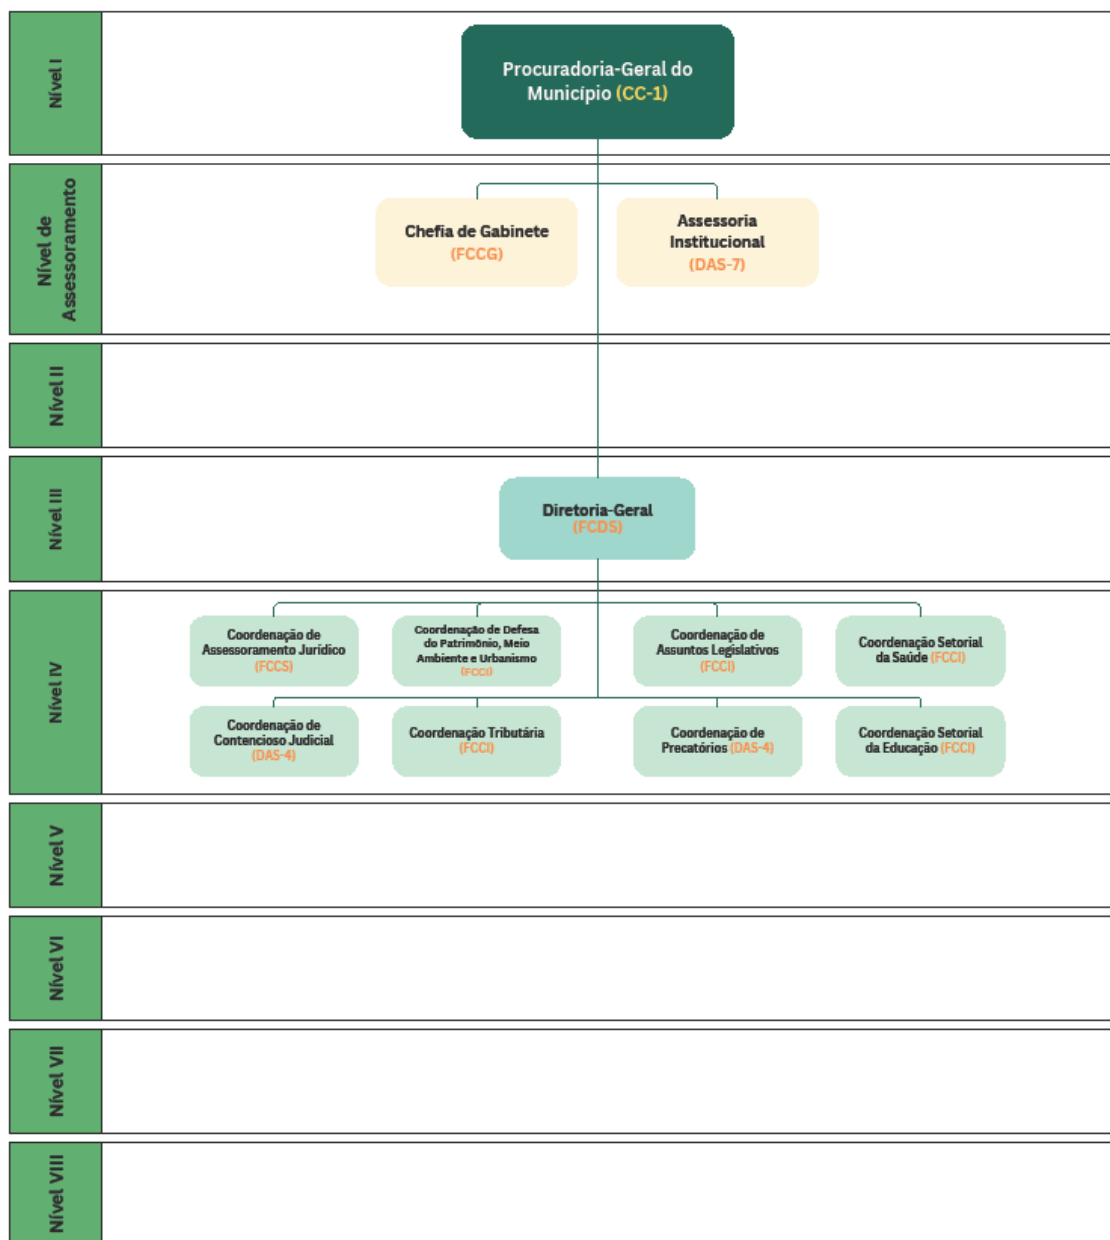 Nível I
Procuradoria-Geral do
Município (CC-1)
Nível de
Assessoramento
Chefia de Gabinete
(FCCG)
Assessoria
Institucional
(DAS-7)
Nível II
Nível III
Diretoria-Geral
(FCDS)
Nível IV
Coordenação de
Assessoramento Jurídico
(FCCS)
Coordenação de Defesa
do Patrimônio, Meio
Ambiente e Urbanismo
(FCCI)
Coordenação de
Assuntos Legislativos
(FCCI)
Coordenação Setorial
da Saúde (FCCI)
Coordenação de
Contencioso Judicial
(DAS-4)
Coordenação Tributária
(FCCI)
Coordenação de
Precatórios (DAS-4)
Coordenação Setorial
da Educação (FCCI)
Nível V
Nível VI
Nível VII
Nível VIII